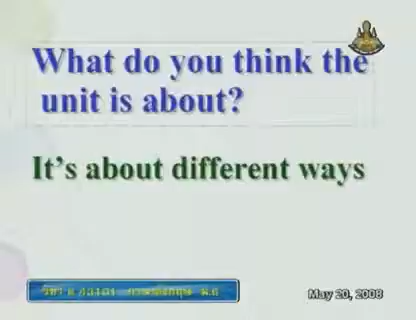 What do you think the
unit is about?
It's about different ways
May 20, 2008